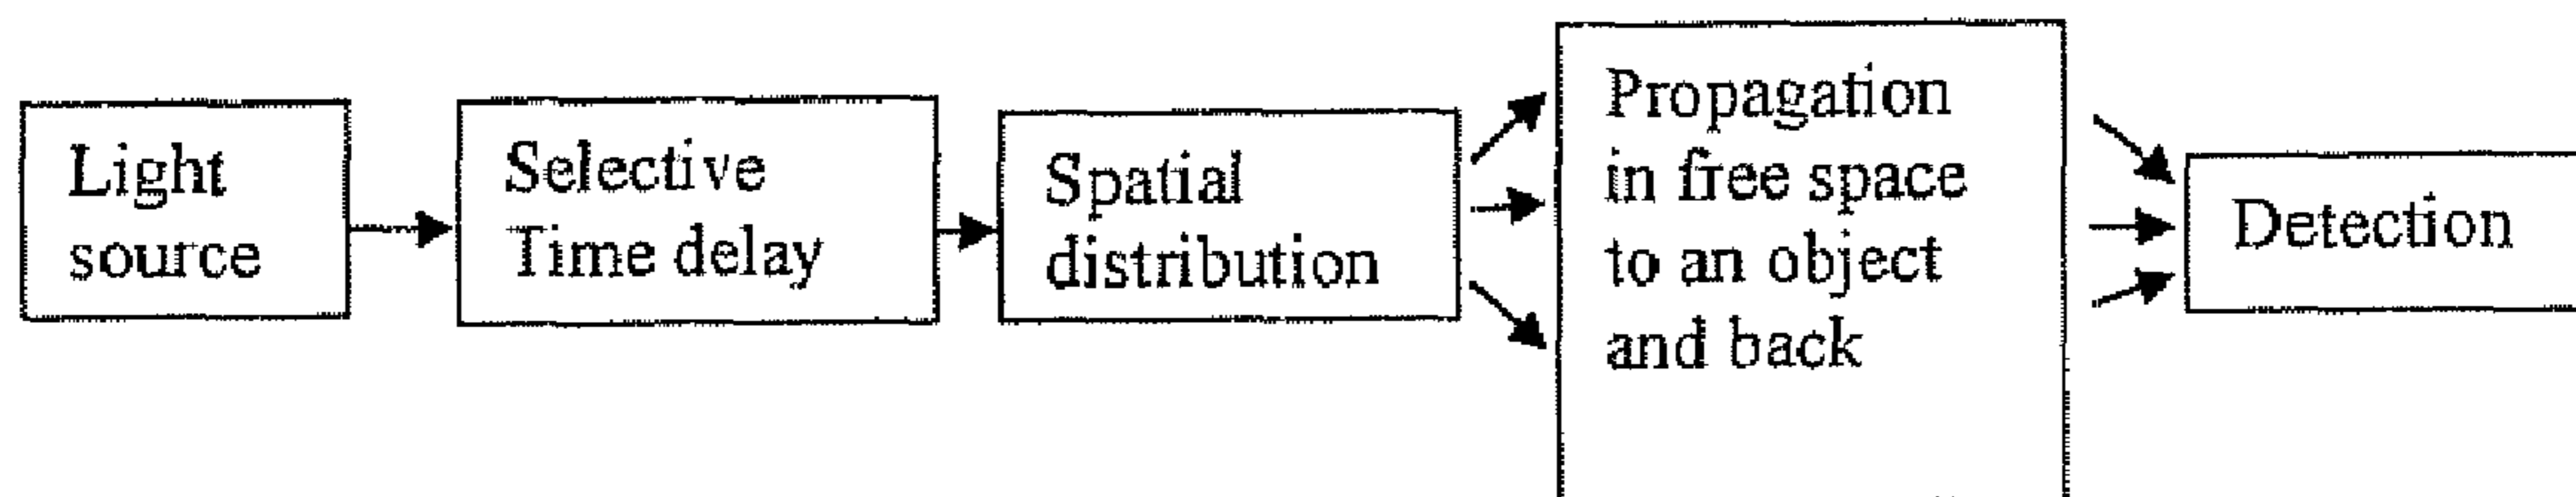 Light
source
Selective
Time delay
Spatial
distribution
Propagation
in free space
to an object
and back
Detection